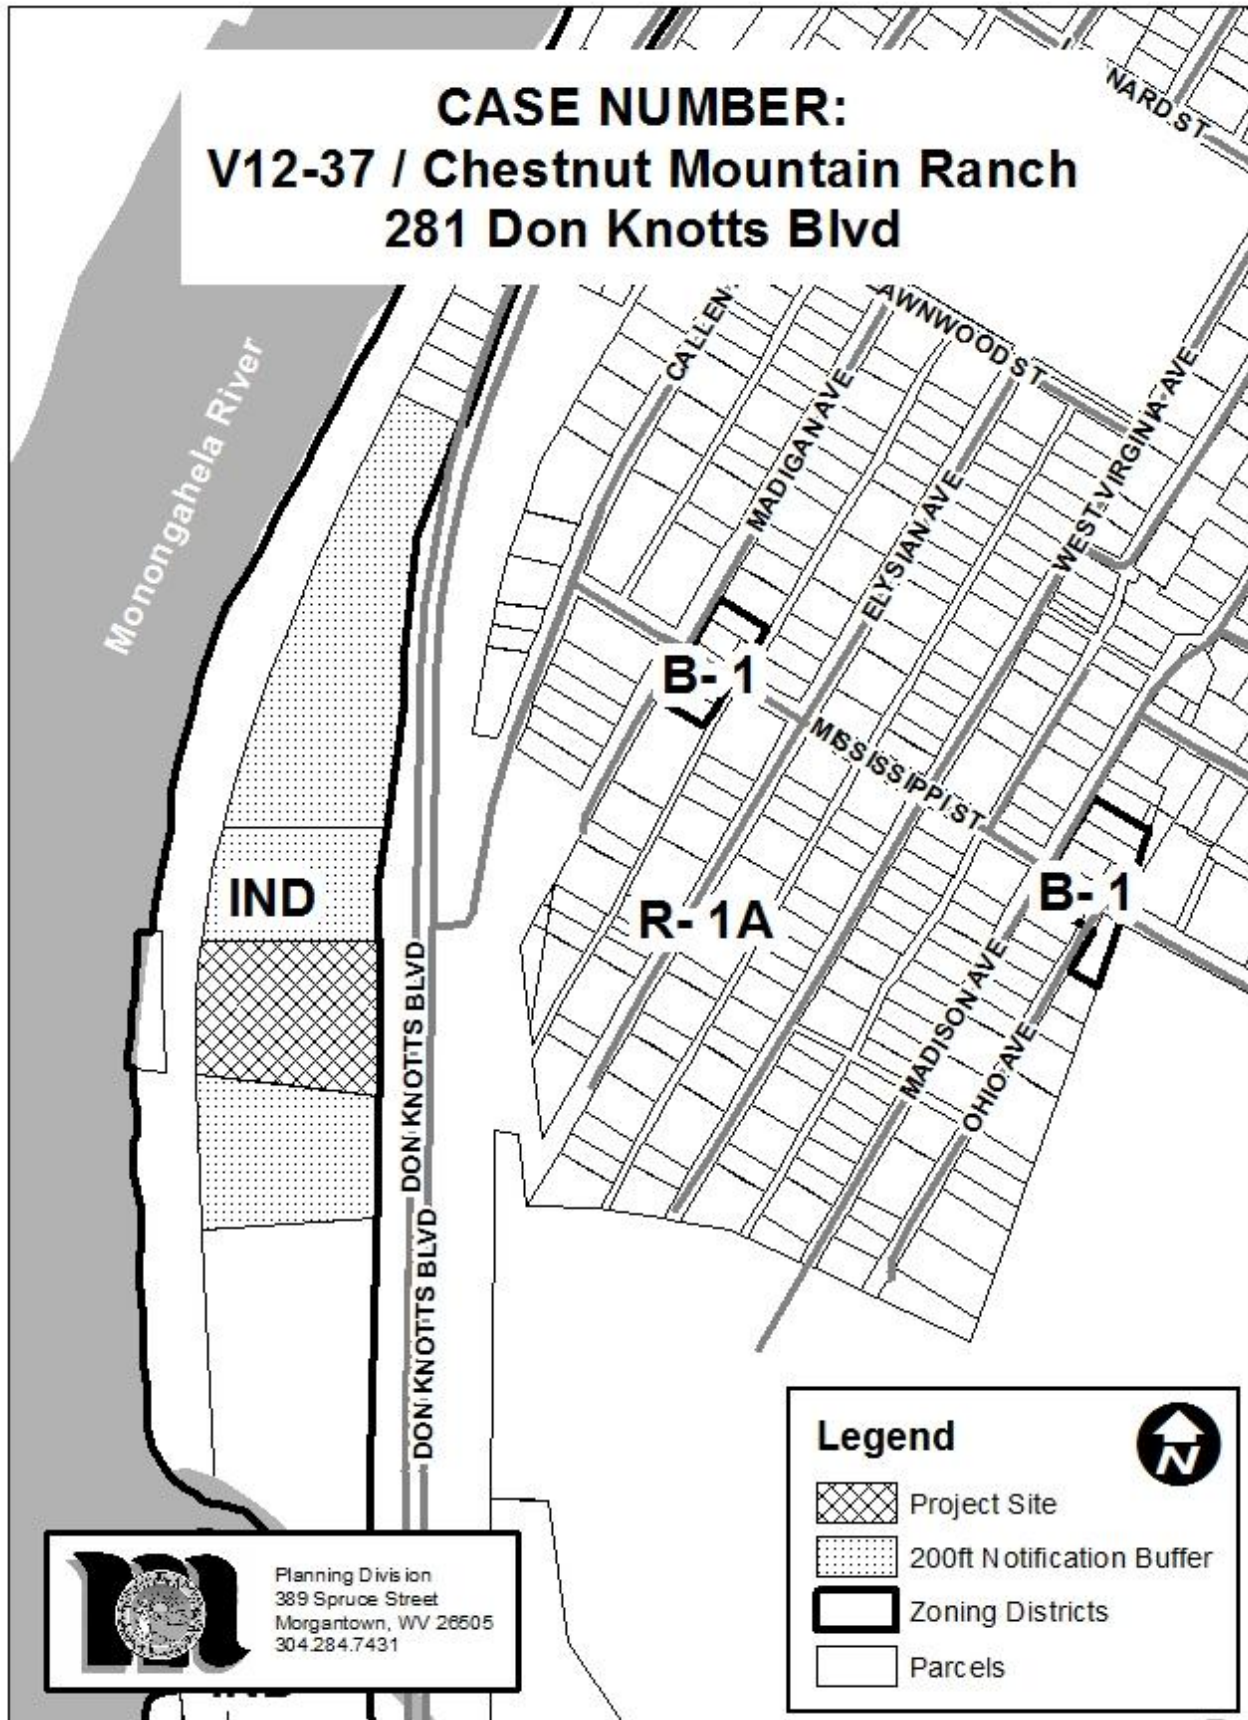 CASE NUMBER:
V12-37 / Chestnut Mountain Ranch
281 Don Knotts Blvd
NARD ST
Monongahela River
CALLEN
AWNWOOD ST
MADIGAN AVE
ELYSIAN AVE
WEST VIRGINIA AVE
B-1
MISSISSIPPI ST
IND
R-1A
B-1
DON KNOTTS BLVD
MADISON AVE
OHIO AVE
DON KNOTTS BLVD
Legend
N
Project Site
200ft Notification Buffer
Zoning Districts
Parcels
m
Planning Division
389 Spruce Street
Morgantown, WV 26505
304.284.7431